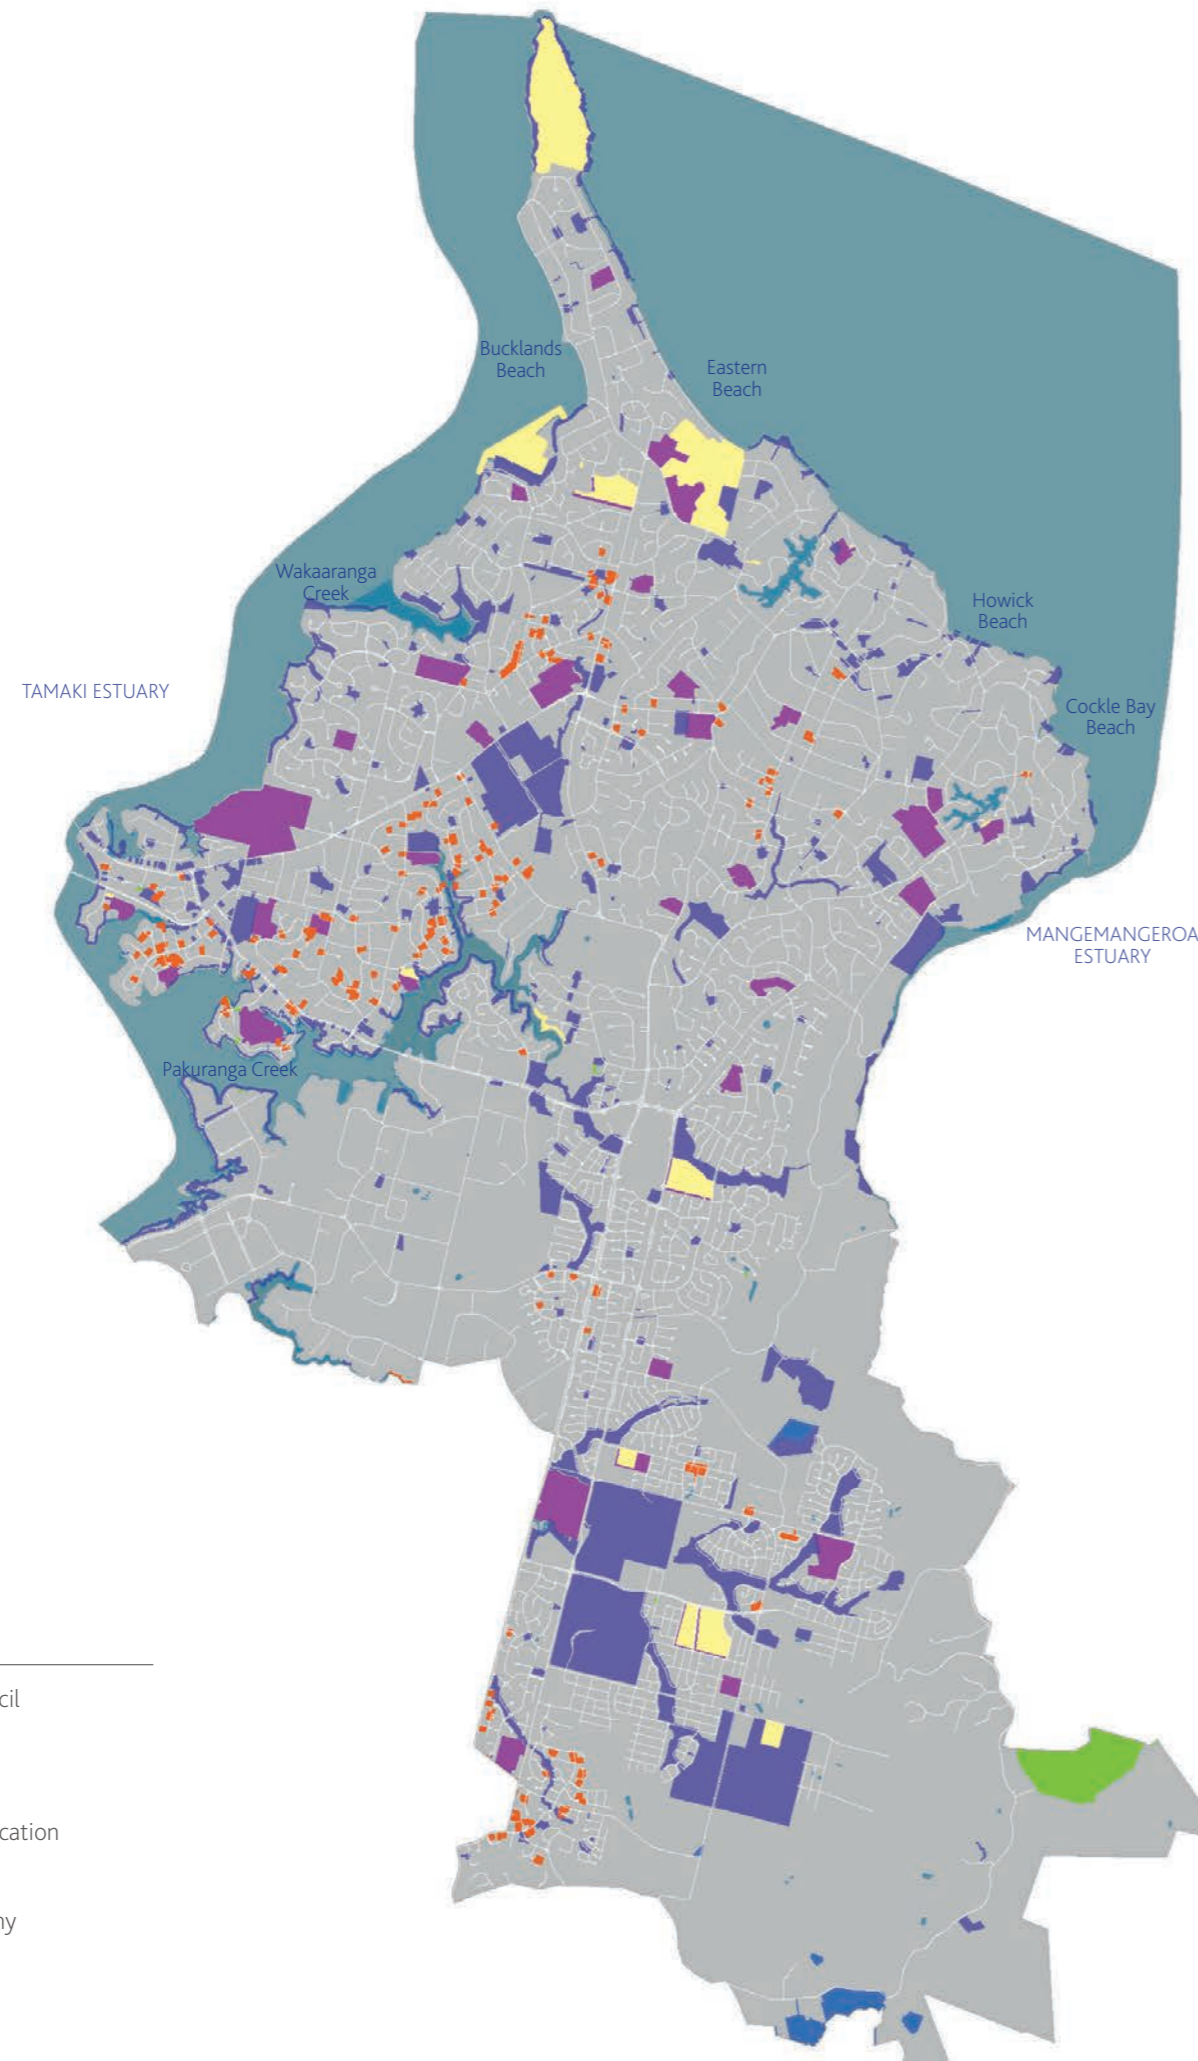 Bucklands
Beach
Eastern
Beach
Wakaaranga
Creek
Howick
Beach
TAMAKI ESTUARY
Cockle Bay
Beach
MANGEMANGEROA
ESTUARY
Pakuranga Creek
cil
cation
ny